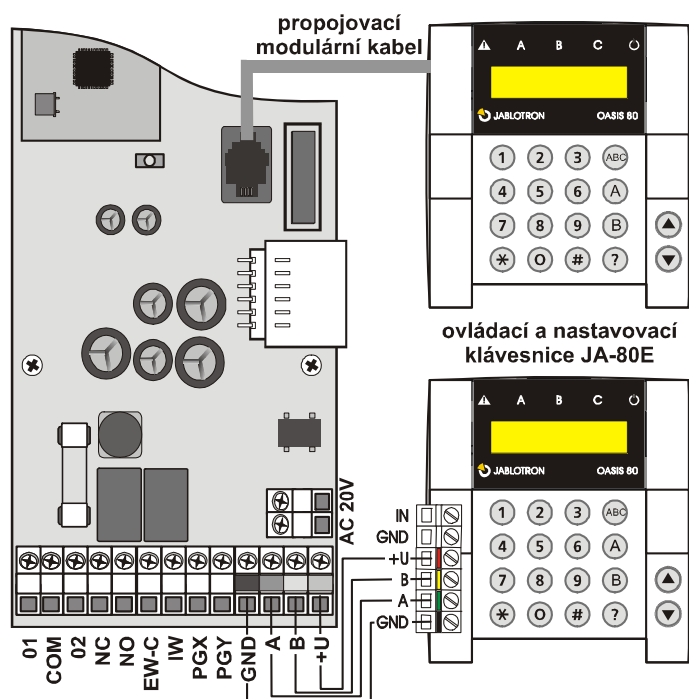 propojovací
modulární kabel
A B C
JABLOTRON OASIS 80
1 2 3 ABC
4 5 6 A
7 8 9 B
* 0 # ?
ovládací a nastavovací
klávesnice JA-80E
A B C
JABLOTRON OASIS 80
1 2 3 ABC
4 5 6 A
7 8 9 B
* 0 # ?
AC 20V
IN
GND
+U
B
A
GND
01
COM
02
NC
NO
EW-C
IW
PGX
PGY
GND
A
B
+U